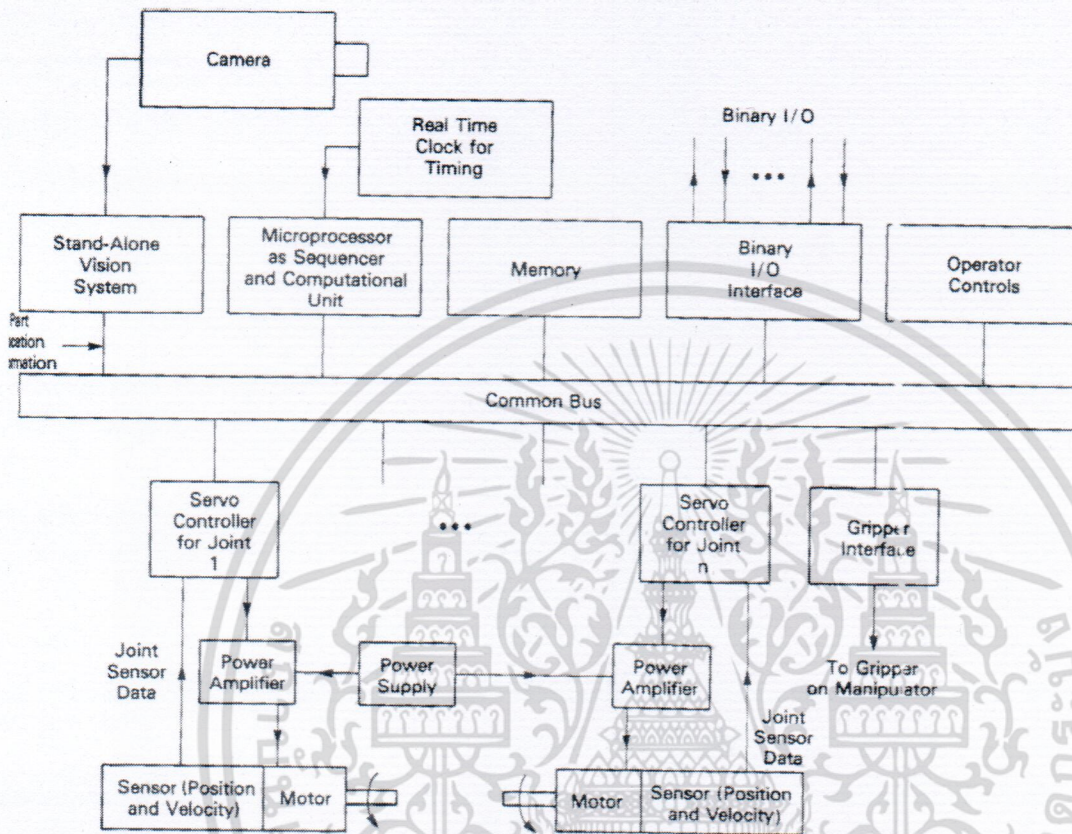 Camera
Real Time
Clock for
Timing
Binary I/O
Stand-Alone
Vision
System
Microprocessor
as Sequencer
and Computational
Unit
Memory
Binary
I/O
Interface
Operator
Controls
Part
Common Bus
Servo
Controller
for Joint
1
Servo
Controller
for Joint
n
Gripper
Interface
Joint
Sensor
Data
Power
Amplifier
Power
Supply
Power
Amplifier
To Gripper
on Manipulator
Joint
Sensor
Data
Sensor (Position
and Velocity)
Motor
Motor
Sensor (Position
and Velocity)